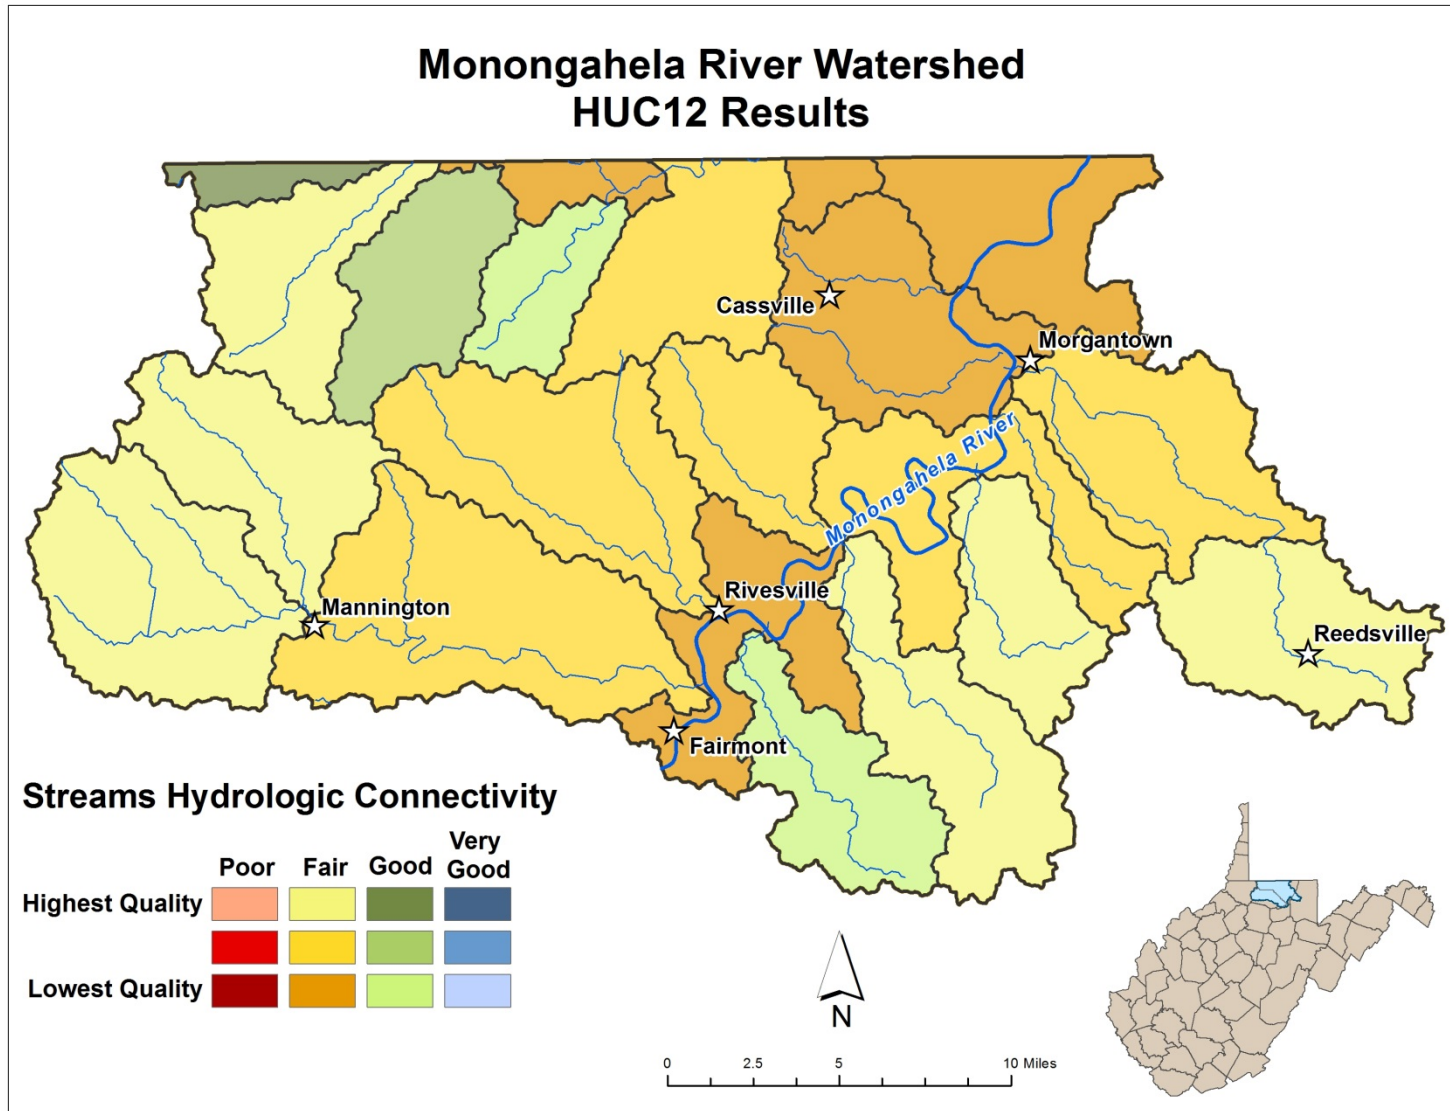 Monongahela River Watershed
HUC12 Results
Cassville
Morgantown
Monongahela River
Rivesville
Mannington
Reedsville
Fairmont
Streams Hydrologic Connectivity
Poor Fair Good Very Good
Highest Quality
Lowest Quality
N
0 2.5 5 10 Miles